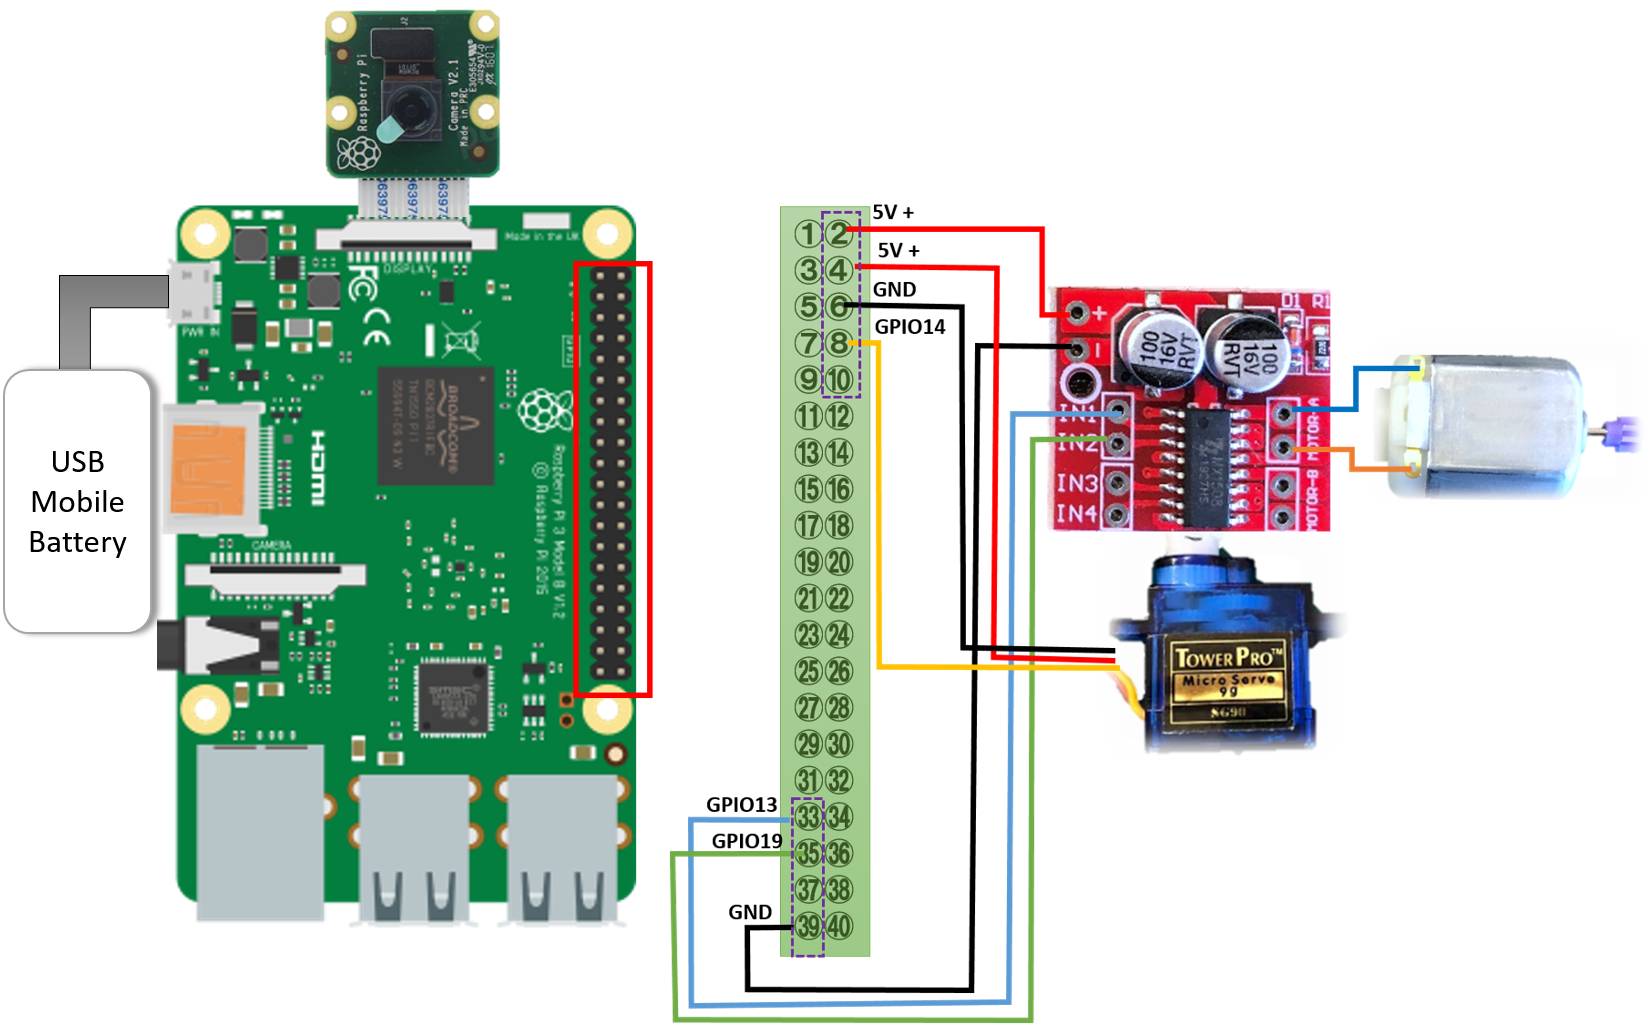 J2
Raspberry Pi
Camera V2.1
Made in PRC
Made in the UK
DISPLAY
PWR IN
USB
Mobile
Battery
HDMI
BROADCOM
CAMERA
Raspberry Pi 3 Model B V1.2
© Raspberry Pi 2015
5V +
5V +
GND
GPIO14
① ②
③ ④
⑤ ⑥
⑦ ⑧
⑨ ⑩
⑪ ⑫
⑬ ⑭
⑮ ⑯
⑰ ⑱
⑲ ⑳
㉑ ㉒
㉓ ㉔
㉕ ㉖
㉗ ㉘
㉙ ㉚
㉛ ㉜
GPIO13 ㉝ ㉞
GPIO19 ㉟ ㊱
㊲ ㊳
GND ㊴ ㊵
D1 R1
+
-
100
16V
RVT
100
16V
RVT
IN1
IN2
IN3
IN4
MOTOR-A
MOTOR-B
TOWER PRO™
Micro Servo
9g
SG90